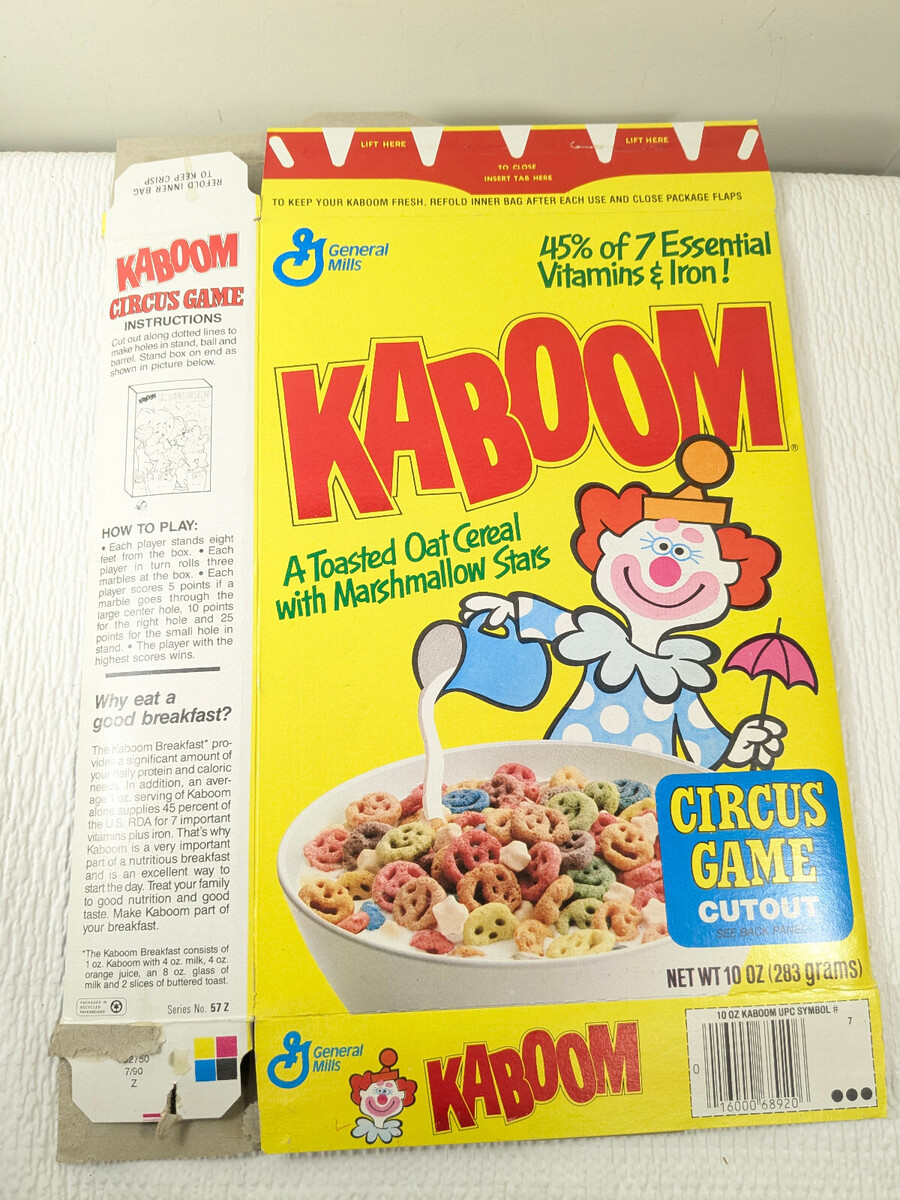 REFOLD INNER BAG
TO KEEP CRISP
KABOOM
CIRCUS GAME
INSTRUCTIONS
Cut out along dotted lines to
make holes in stand, ball and
barrel. Stand box on end as
shown in picture below.
KABOOM
HOW TO PLAY:
• Each player stands eight
feet from the box. • Each
player in turn rolls three
marbles at the box. • Each
player scores 5 points if a
marble goes through the
large center hole, 10 points
for the right hole and 25
points for the small hole in
stand. • The player with the
highest scores wins.
Why eat a
good breakfast?
The Kaboom Breakfast* pro-
vides a significant amount of
your daily protein and caloric
needs. In addition, an aver-
age 1 oz. serving of Kaboom
alone supplies 45 percent of
the U.S. RDA for 7 important
vitamins plus iron. That's why
Kaboom is a very important
part of a nutritious breakfast
and is an excellent way to
start the day. Treat your family
to good nutrition and good
taste. Make Kaboom part of
your breakfast.
*The Kaboom Breakfast consists of
1 oz. Kaboom with 4 oz. milk, 4 oz.
orange juice, an 8 oz. glass of
milk and 2 slices of buttered toast.
PACKAGED IN
RECYCLED
PAPERBOARD
Series No. 57 Z
7/90
Z
LIFT HERE
LIFT HERE
TO CLOSE
INSERT TAB HERE
TO KEEP YOUR KABOOM FRESH, REFOLD INNER BAG AFTER EACH USE AND CLOSE PACKAGE FLAPS
General
Mills
45% of 7 Essential
Vitamins & Iron!
KABOOM®
A Toasted Oat Cereal
with Marshmallow Stars
CIRCUS
GAME
CUTOUT
SEE BACK PANEL
NET WT 10 OZ (283 grams)
General
Mills
KABOOM
10 OZ KABOOM UPC SYMBOL #
7
0
16000 68920